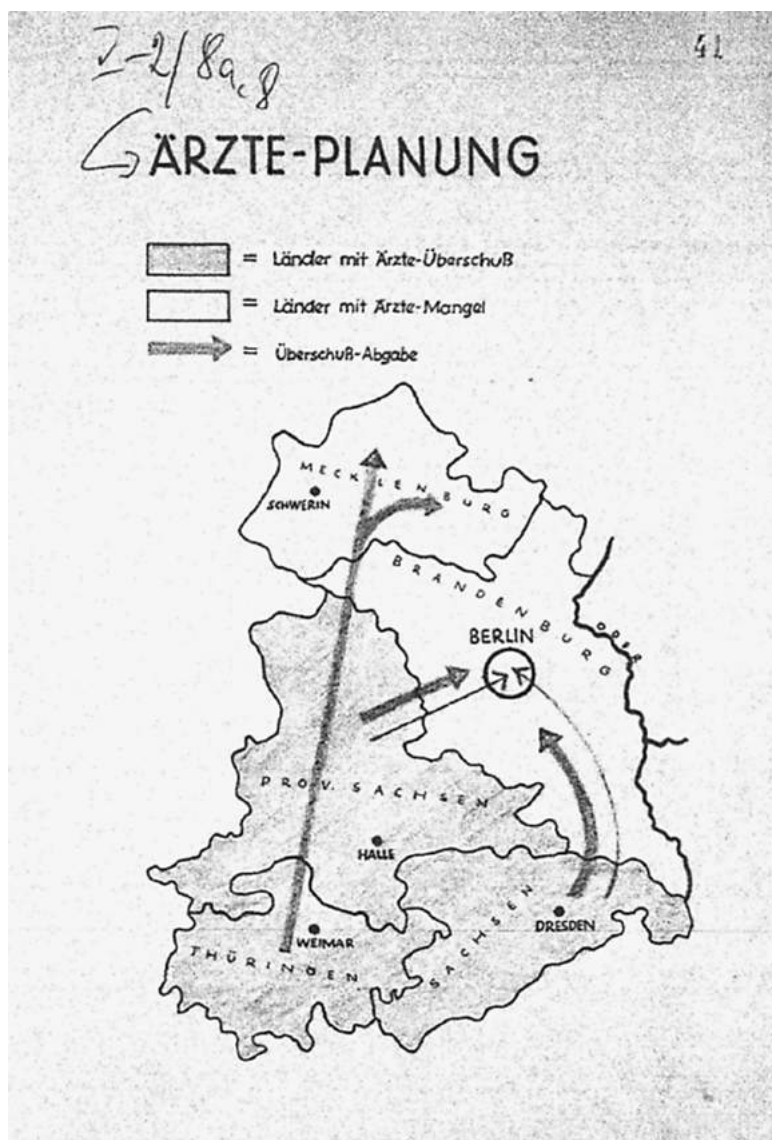 I-2/8a,8
41
ÄRZTE-PLANUNG
= Länder mit Ärzte-Überschuß
= Länder mit Ärzte-Mangel
= Überschuß-Abgabe
MECKLENBURG
SCHWERIN
BRANDENBURG
ODER
BERLIN
PROV. SACHSEN
HALLE
SACHSEN
DRESDEN
WEIMAR
THÜRINGEN